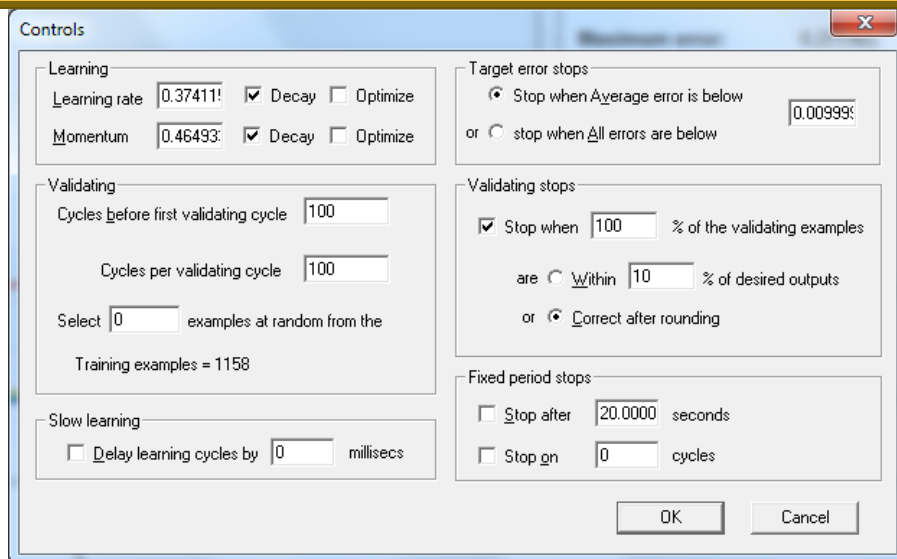 Controls
Learning
Learning rate 0.374115 Decay Optimize
Momentum 0.46493 Decay Optimize
Validating
Cycles before first validating cycle 100
Cycles per validating cycle 100
Select 0 examples at random from the
Training examples = 1158
Slow learning
Delay learning cycles by 0 millisecs
Target error stops
Stop when Average error is below
0.009999
or stop when All errors are below
Validating stops
Stop when 100 % of the validating examples
are Within 10 % of desired outputs
or Correct after rounding
Fixed period stops
Stop after 20.0000 seconds
Stop on 0 cycles
OK Cancel